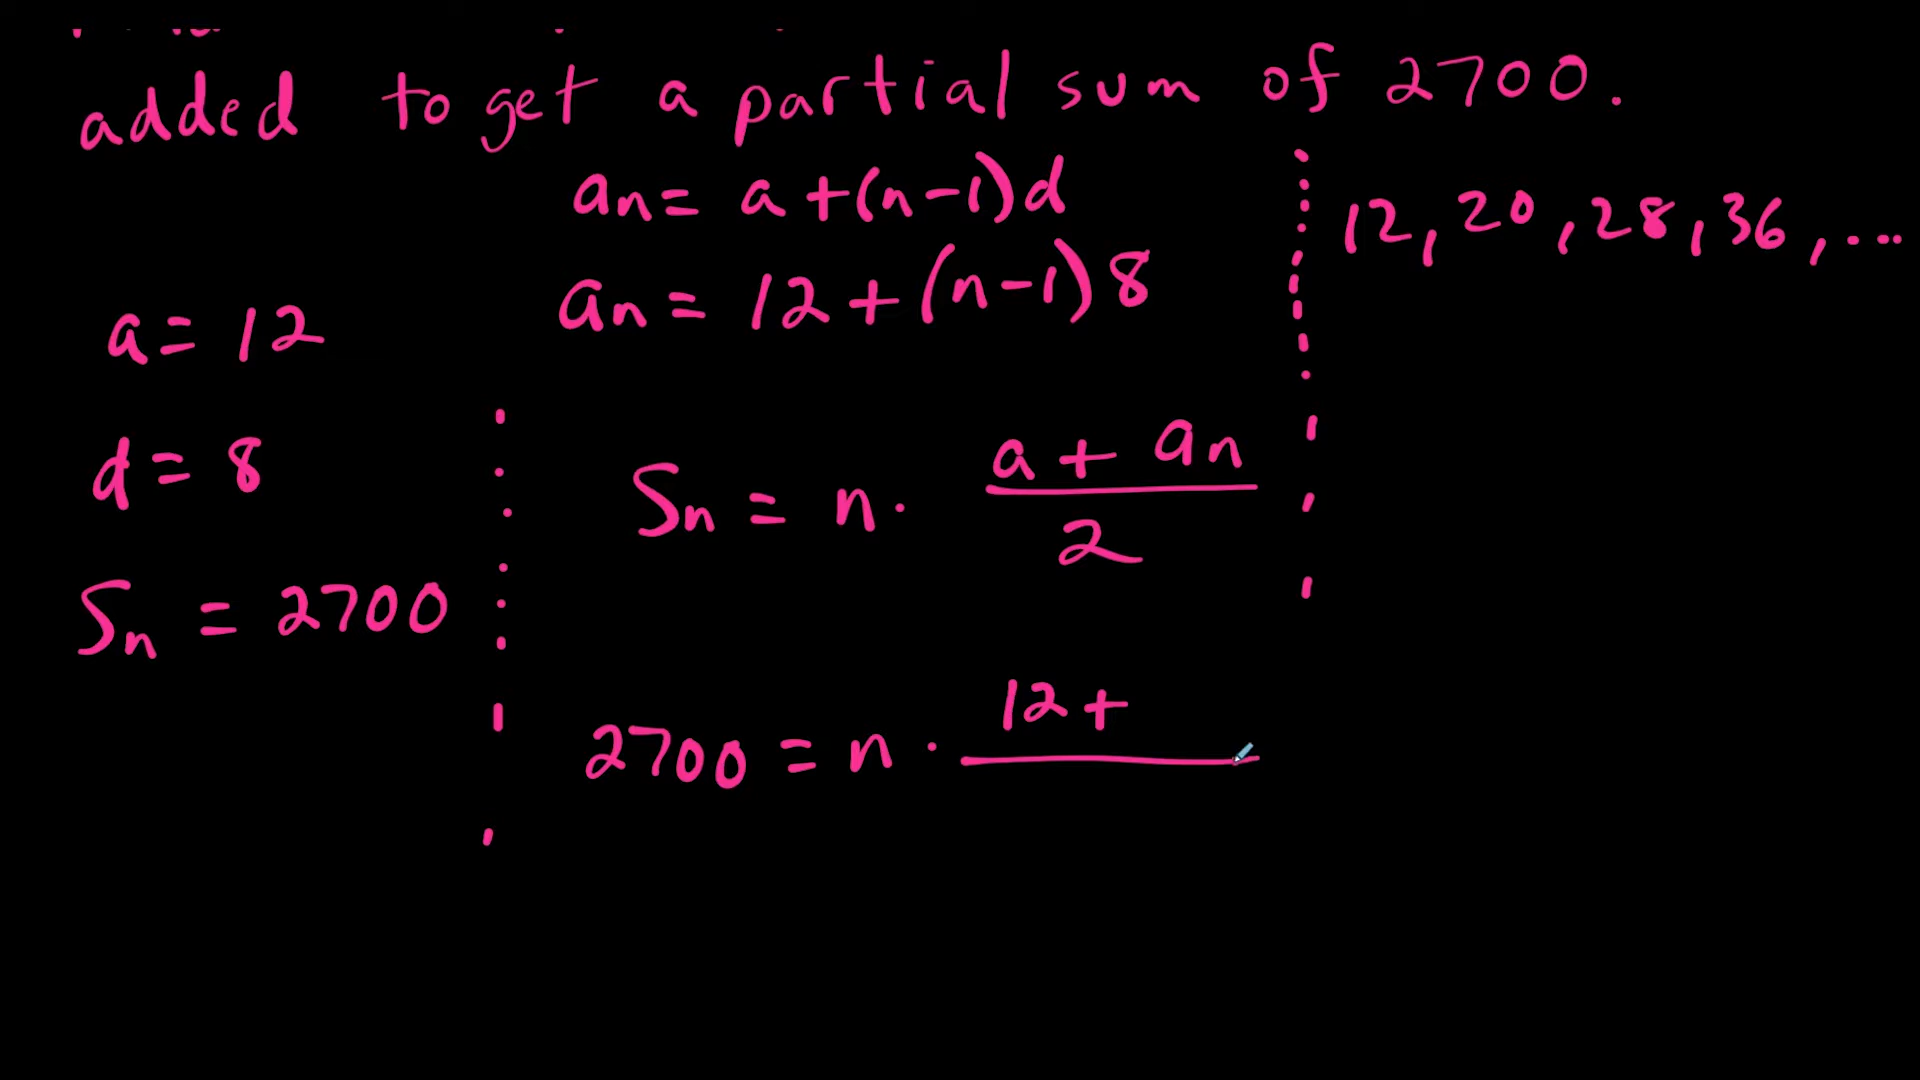 added to get a partial sum of 2700.
an = a + (n-1)d
12, 20, 28, 36, ...
an = 12 + (n-1)8
a = 12
d = 8
Sn = n · (a + an)/2
Sn = 2700
2700 = n · 12 +